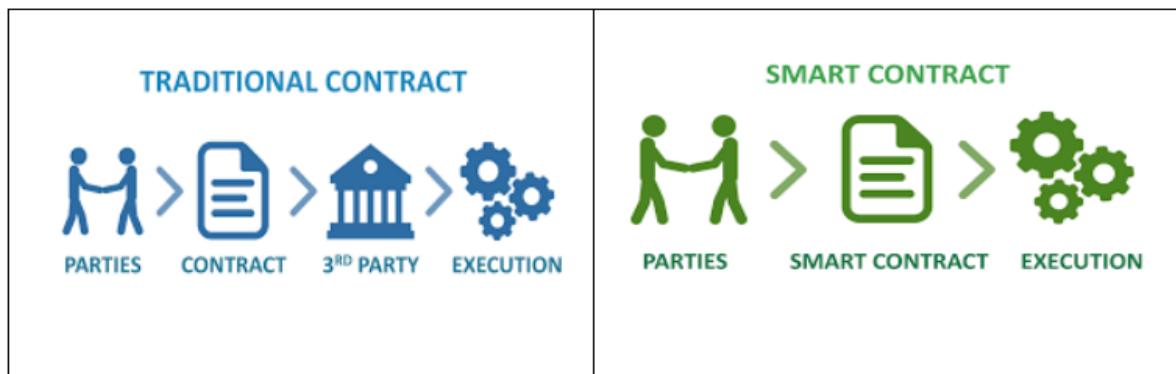 TRADITIONAL CONTRACT
PARTIES
CONTRACT
3RD PARTY
EXECUTION
SMART CONTRACT
PARTIES
SMART CONTRACT
EXECUTION